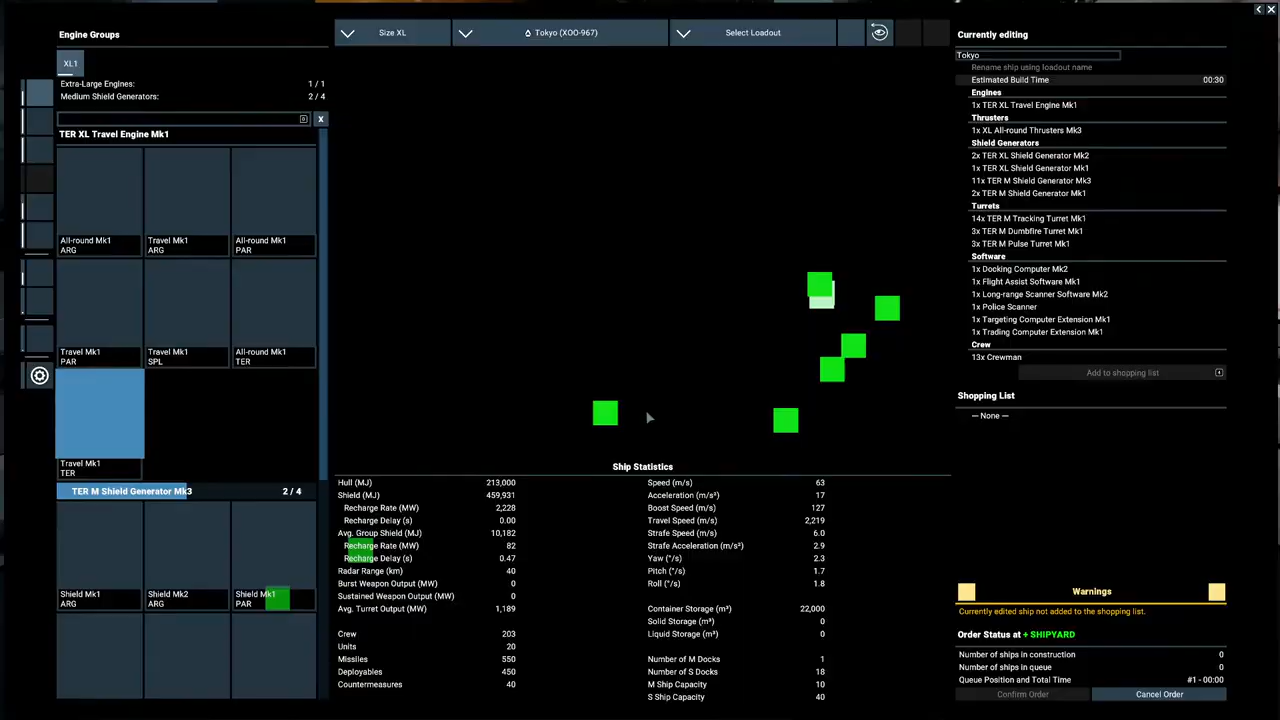 Engine Groups
XL1
Extra-Large Engines: 1 / 1
Medium Shield Generators: 2 / 4
X
TER XL Travel Engine Mk1
All-round Mk1
ARG
Travel Mk1
ARG
All-round Mk1
PAR
Travel Mk1
PAR
Travel Mk1
SPL
All-round Mk1
TER
Travel Mk1
TER
TER M Shield Generator Mk3 2 / 4
Shield Mk1
ARG
Shield Mk2
ARG
Shield Mk1
PAR
Size XL
Tokyo (XOO-967)
Select Loadout
Ship Statistics
Hull (MJ) 213,000
Shield (MJ) 459,931
Recharge Rate (MW) 2,228
Recharge Delay (s) 0.00
Avg. Group Shield (MJ) 10,182
Recharge Rate (MW) 82
Recharge Delay (s) 0.47
Radar Range (km) 40
Burst Weapon Output (MW) 0
Sustained Weapon Output (MW) 0
Avg. Turret Output (MW) 1,189
Crew 203
Units 20
Missiles 550
Deployables 450
Countermeasures 40
Speed (m/s) 63
Acceleration (m/s²) 17
Boost Speed (m/s) 127
Travel Speed (m/s) 2,219
Strafe Speed (m/s) 6.0
Strafe Acceleration (m/s²) 2.9
Yaw (°/s) 2.3
Pitch (°/s) 1.7
Roll (°/s) 1.8
Container Storage (m³) 22,000
Solid Storage (m³) 0
Liquid Storage (m³) 0
Number of M Docks 1
Number of S Docks 18
M Ship Capacity 10
S Ship Capacity 40
Currently editing
Tokyo
Rename ship using loadout name
Estimated Build Time 00:30
Engines
1x TER XL Travel Engine Mk1
Thrusters
1x XL All-round Thrusters Mk3
Shield Generators
2x TER XL Shield Generator Mk2
1x TER XL Shield Generator Mk1
11x TER M Shield Generator Mk3
2x TER M Shield Generator Mk1
Turrets
14x TER M Tracking Turret Mk1
3x TER M Dumbfire Turret Mk1
3x TER M Pulse Turret Mk1
Software
1x Docking Computer Mk2
1x Flight Assist Software Mk1
1x Long-range Scanner Software Mk2
1x Police Scanner
1x Targeting Computer Extension Mk1
1x Trading Computer Extension Mk1
Crew
13x Crewman
Add to shopping list
Shopping List
— None —
Warnings
Currently edited ship not added to the shopping list.
Order Status at + SHIPYARD
Number of ships in construction 0
Number of ships in queue 0
Queue Position and Total Time #1 - 00:00
Confirm Order
Cancel Order